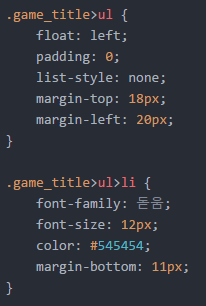 .game_title>ul {
float: left;
padding: 0;
list-style: none;
margin-top: 18px;
margin-left: 20px;
}
.game_title>ul>li {
font-family: 돋움;
font-size: 12px;
color: #545454;
margin-bottom: 11px;
}